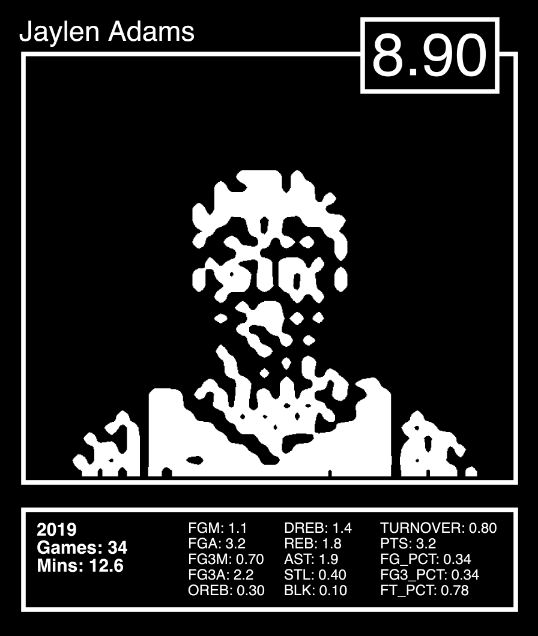 Jaylen Adams
8.90
2019
Games: 34
Mins: 12.6
FGM: 1.1
FGA: 3.2
FG3M: 0.70
FG3A: 2.2
OREB: 0.30
DREB: 1.4
REB: 1.8
AST: 1.9
STL: 0.40
BLK: 0.10
TURNOVER: 0.80
PTS: 3.2
FG_PCT: 0.34
FG3_PCT: 0.34
FT_PCT: 0.78